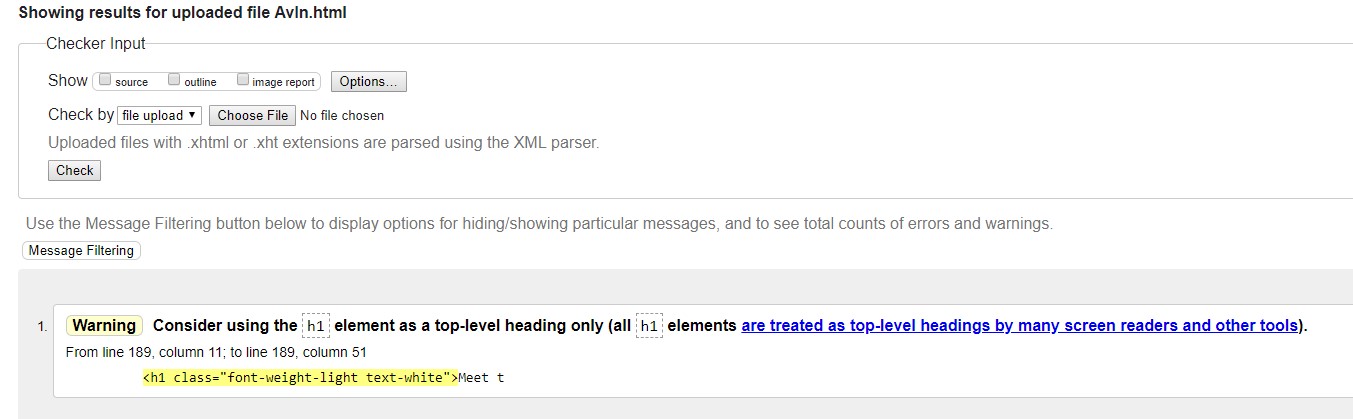 Showing results for uploaded file Avln.html
Checker Input
Show source outline image report Options...
Check by file upload Choose File No file chosen
Uploaded files with .xhtml or .xht extensions are parsed using the XML parser.
Check
Use the Message Filtering button below to display options for hiding/showing particular messages, and to see total counts of errors and warnings.
Message Filtering
1. Warning Consider using the h1 element as a top-level heading only (all h1 elements are treated as top-level headings by many screen readers and other tools).
From line 189, column 11; to line 189, column 51
<h1 class="font-weight-light text-white">Meet t